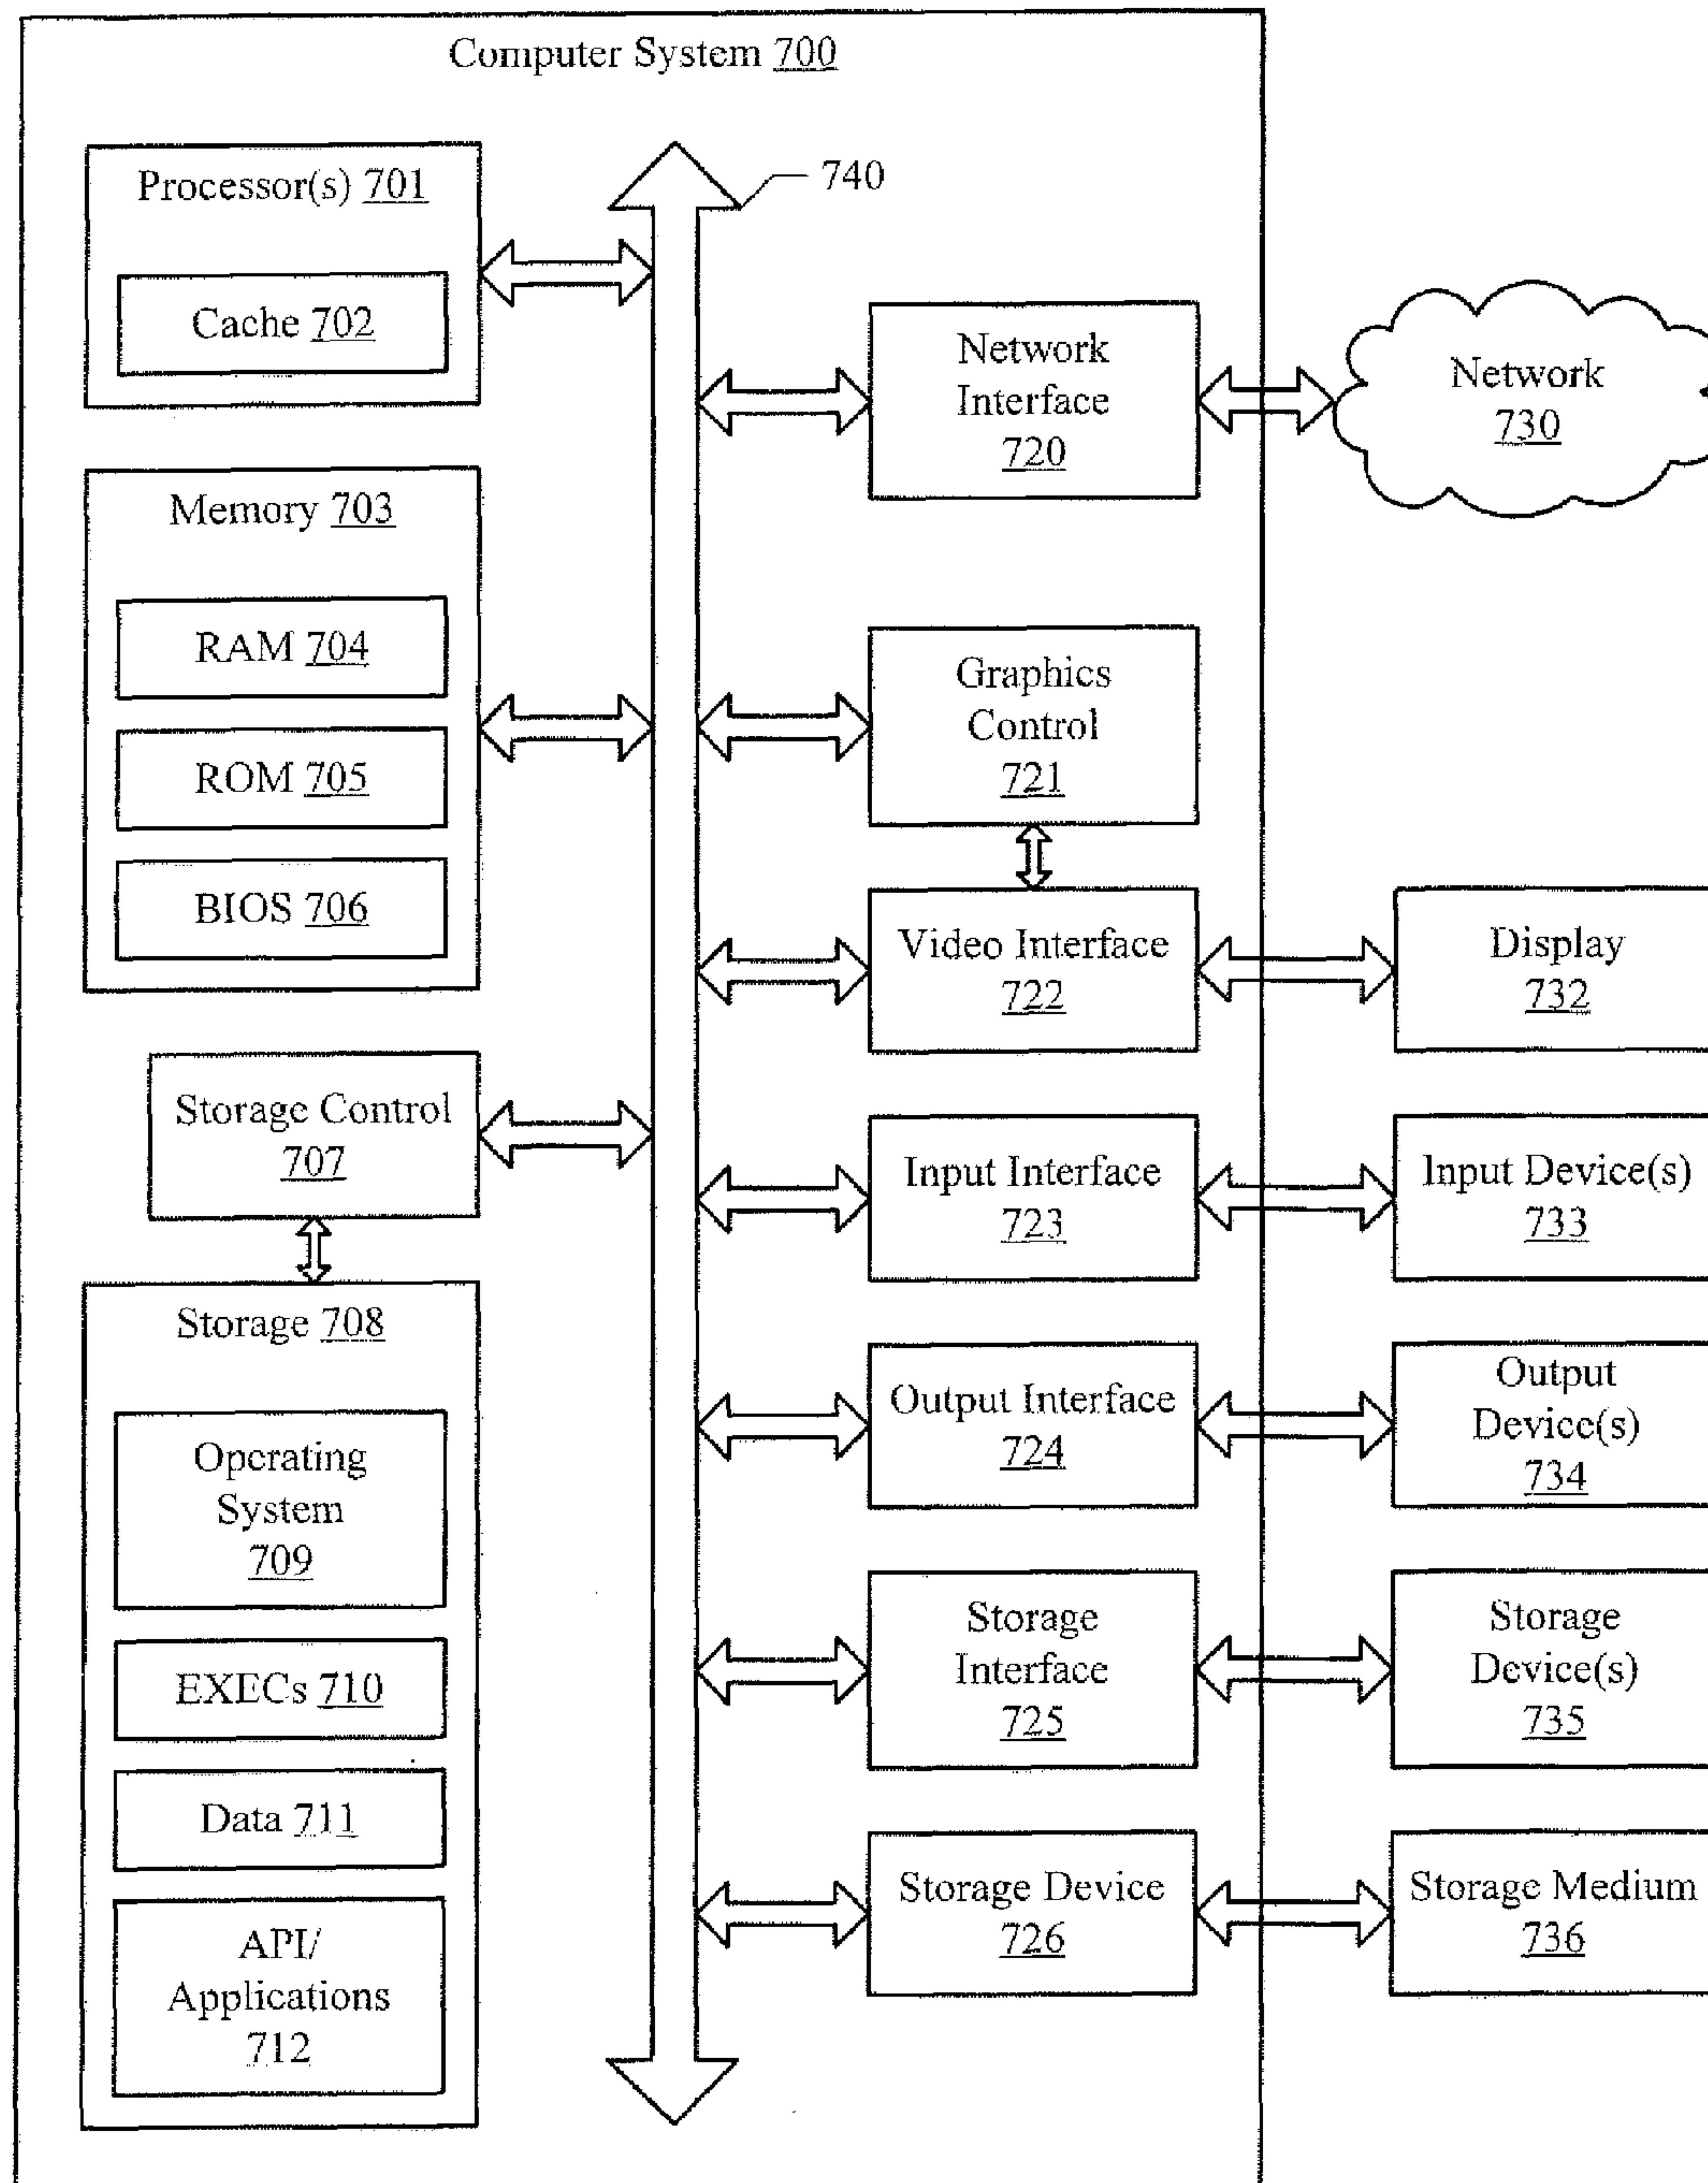 Computer System 700
Processor(s) 701
Cache 702
Memory 703
RAM 704
ROM 705
BIOS 706
Storage Control
707
Storage 708
Operating
System
709
EXECs 710
Data 711
API/
Applications
712
740
Network
Interface
720
Graphics
Control
721
Video Interface
722
Input Interface
723
Output Interface
724
Storage
Interface
725
Storage Device
726
Network
730
Display
732
Input Device(s)
733
Output
Device(s)
734
Storage
Device(s)
735
Storage Medium
736